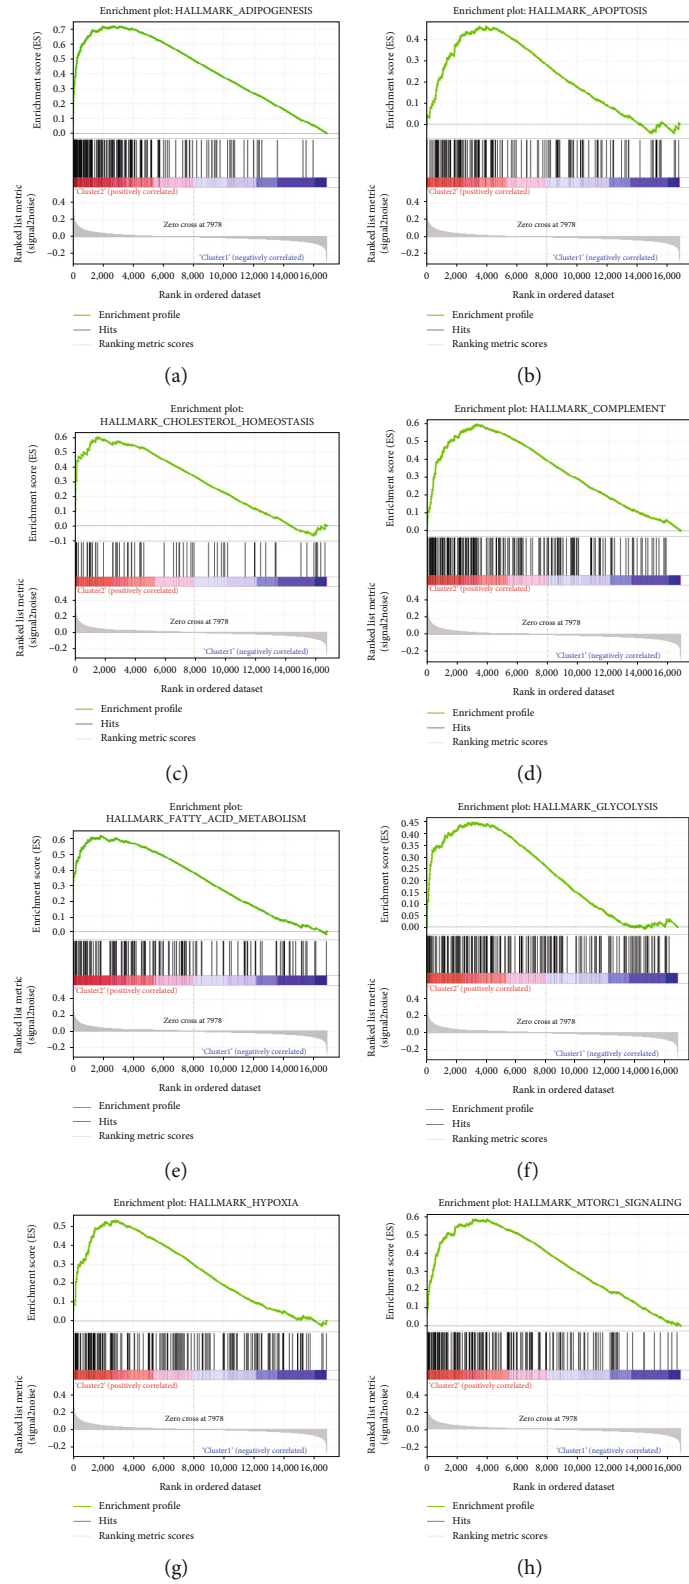 Enrichment plot: HALLMARK_ADIPOGENESIS
Enrichment score (ES)
0.7
0.6
0.5
0.4
0.3
0.2
0.1
0.0
'Cluster2' (positively correlated)
Ranked list metric
(signal2noise)
0.4
0.2
0.0
−0.2
Zero cross at 7978
'Cluster1' (negatively correlated)
0 2,000 4,000 6,000 8,000 10,000 12,000 14,000 16,000
Rank in ordered dataset
Enrichment profile
Hits
Ranking metric scores
(a)
Enrichment plot: HALLMARK_APOPTOSIS
Enrichment score (ES)
0.4
0.3
0.2
0.1
0.0
'Cluster2' (positively correlated)
Ranked list metric
(signal2noise)
0.4
0.2
0.0
−0.2
Zero cross at 7978
'Cluster1' (negatively correlated)
0 2,000 4,000 6,000 8,000 10,000 12,000 14,000 16,000
Rank in ordered dataset
Enrichment profile
Hits
Ranking metric scores
(b)
Enrichment plot:
HALLMARK_CHOLESTEROL_HOMEOSTASIS
Enrichment score (ES)
0.6
0.5
0.4
0.3
0.2
0.1
0.0
−0.1
'Cluster2' (positively correlated)
Ranked list metric
(signal2noise)
0.4
0.2
0.0
−0.2
Zero cross at 7978
'Cluster1' (negatively correlated)
0 2,000 4,000 6,000 8,000 10,000 12,000 14,000 16,000
Rank in ordered dataset
Enrichment profile
Hits
Ranking metric scores
(c)
Enrichment plot: HALLMARK_COMPLEMENT
Enrichment score (ES)
0.6
0.5
0.4
0.3
0.2
0.1
0.0
'Cluster2' (positively correlated)
Ranked list metric
(signal2noise)
0.4
0.2
0.0
−0.2
Zero cross at 7978
'Cluster1' (negatively correlated)
0 2,000 4,000 6,000 8,000 10,000 12,000 14,000 16,000
Rank in ordered dataset
Enrichment profile
Hits
Ranking metric scores
(d)
Enrichment plot:
HALLMARK_FATTY_ACID_METABOLISM
Enrichment score (ES)
0.6
0.5
0.4
0.3
0.2
0.1
0.0
'Cluster2' (positively correlated)
Ranked list metric
(signal2noise)
0.4
0.2
0.0
−0.2
Zero cross at 7978
'Cluster1' (negatively correlated)
0 2,000 4,000 6,000 8,000 10,000 12,000 14,000 16,000
Rank in ordered dataset
Enrichment profile
Hits
Ranking metric scores
(e)
Enrichment plot: HALLMARK_GLYCOLYSIS
Enrichment score (ES)
0.45
0.40
0.35
0.30
0.25
0.20
0.15
0.10
0.05
0.00
'Cluster2' (positively correlated)
Ranked list metric
(signal2noise)
0.4
0.2
0.0
−0.2
Zero cross at 7978
'Cluster1' (negatively correlated)
0 2,000 4,000 6,000 8,000 10,000 12,000 14,000 16,000
Rank in ordered dataset
Enrichment profile
Hits
Ranking metric scores
(f)
Enrichment plot: HALLMARK_HYPOXIA
Enrichment score (ES)
0.5
0.4
0.3
0.2
0.1
0.0
'Cluster2' (positively correlated)
Ranked list metric
(signal2noise)
0.4
0.2
0.0
−0.2
Zero cross at 7978
'Cluster1' (negatively correlated)
0 2,000 4,000 6,000 8,000 10,000 12,000 14,000 16,000
Rank in ordered dataset
Enrichment profile
Hits
Ranking metric scores
(g)
Enrichment plot: HALLMARK_MTORC1_SIGNALING
Enrichment score (ES)
0.6
0.5
0.4
0.3
0.2
0.1
0.0
'Cluster2' (positively correlated)
Ranked list metric
(signal2noise)
0.4
0.2
0.0
−0.2
Zero cross at 7978
'Cluster1' (negatively correlated)
0 2,000 4,000 6,000 8,000 10,000 12,000 14,000 16,000
Rank in ordered dataset
Enrichment profile
Hits
Ranking metric scores
(h)